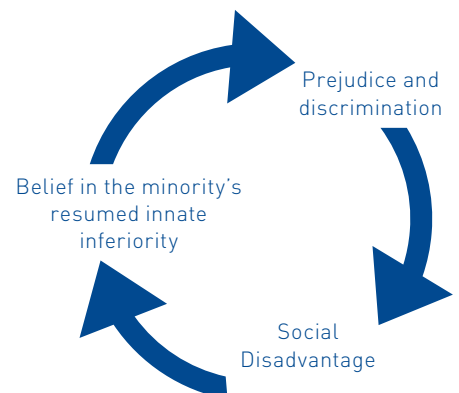 Prejudice and
discrimination
Belief in the minority's
resumed innate
inferiority
Social
Disadvantage